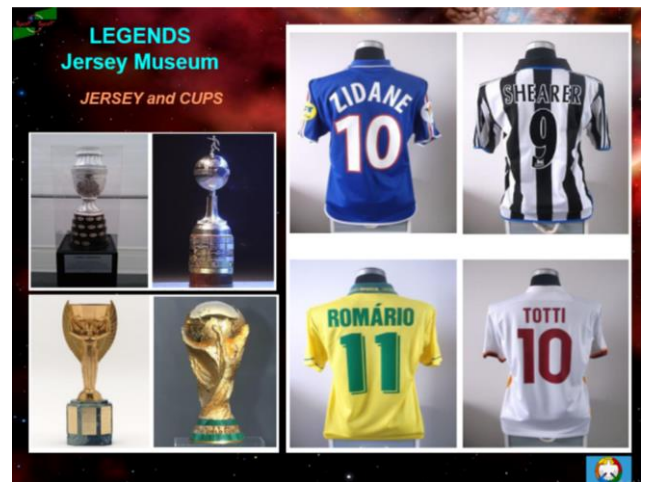 LEGENDS
Jersey Museum
JERSEY and CUPS
ZIDANE
10
SHEARER
9
ROMÁRIO
11
TOTTI
10